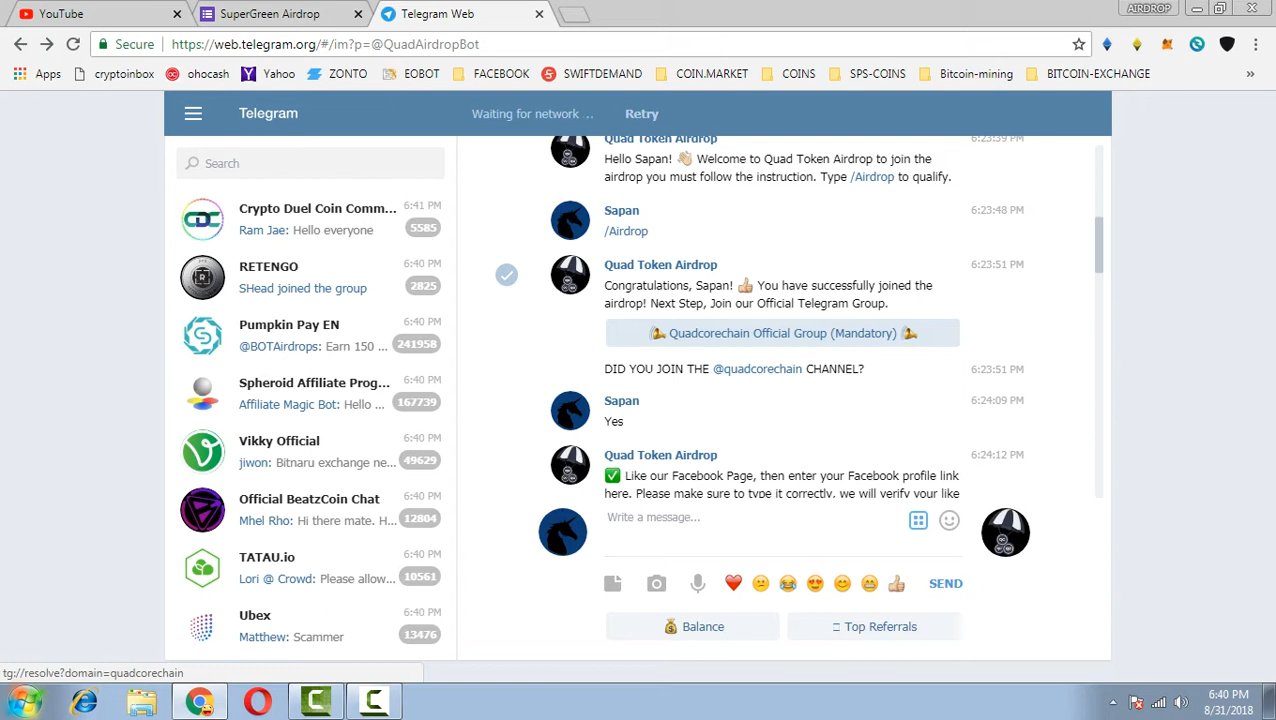 YouTube
SuperGreen Airdrop
Telegram Web
AIRDROP
Secure
https://web.telegram.org/#/im?p=@QuadAirdropBot
Apps
cryptoinbox
ohocash
Yahoo
ZONTO
EOBOT
FACEBOOK
SWIFTDEMAND
COIN.MARKET
COINS
SPS-COINS
Bitcoin-mining
BITCOIN-EXCHANGE
Telegram
Waiting for network ..
Retry
Search
Crypto Duel Coin Comm... 6:41 PM
Ram Jae: Hello everyone 5585
RETENGO 6:40 PM
SHead joined the group 2825
Pumpkin Pay EN 6:40 PM
@BOTAirdrops: Earn 150 ... 241958
Spheroid Affiliate Prog... 6:40 PM
Affiliate Magic Bot: Hello ... 167739
Vikky Official 6:40 PM
jiwon: Bitnaru exchange ne... 49629
Official BeatzCoin Chat 6:40 PM
Mhel Rho: Hi there mate. H... 12804
TATAU.io 6:40 PM
Lori @ Crowd: Please allow... 10561
Ubex 6:40 PM
Matthew: Scammer 13476
Quad Token Airdrop 6:23:39 PM
Hello Sapan! 👋🏼 Welcome to Quad Token Airdrop to join the
airdrop you must follow the instruction. Type /Airdrop to qualify.
Sapan 6:23:48 PM
/Airdrop
Quad Token Airdrop 6:23:51 PM
Congratulations, Sapan! 👍🏼 You have successfully joined the
airdrop! Next Step, Join our Official Telegram Group.
Quadcorechain Official Group (Mandatory)
DID YOU JOIN THE @quadcorechain CHANNEL? 6:23:51 PM
Sapan 6:24:09 PM
Yes
Quad Token Airdrop 6:24:12 PM
✅ Like our Facebook Page, then enter your Facebook profile link
here. Please make sure to type it correctly, we will verify your like
Write a message...
SEND
💰 Balance
Top Referrals
tg://resolve?domain=quadcorechain
6:40 PM
8/31/2018